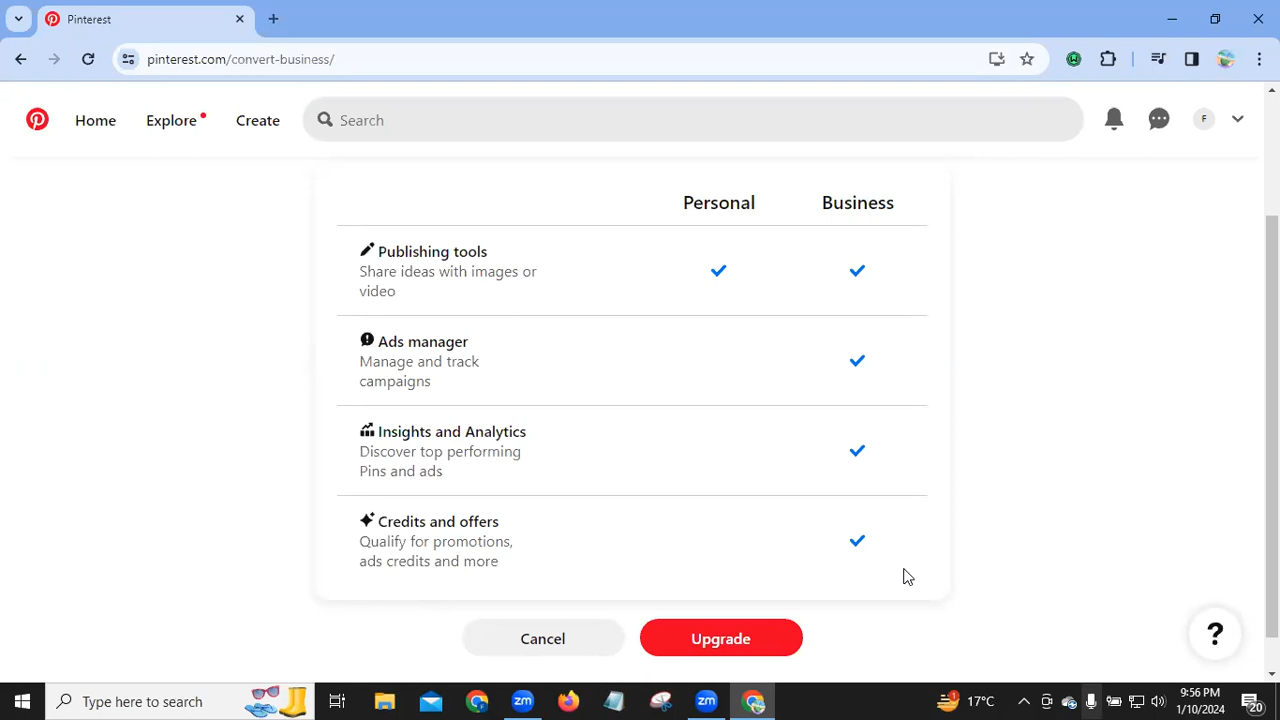 Pinterest
pinterest.com/convert-business/
Home
Explore
Create
Search
F
Personal
Business
Publishing tools
Share ideas with images or
video
Ads manager
Manage and track
campaigns
Insights and Analytics
Discover top performing
Pins and ads
Credits and offers
Qualify for promotions,
ads credits and more
Cancel
Upgrade
?
Type here to search
zm
zm
1
17°C
9:56 PM
1/10/2024
20